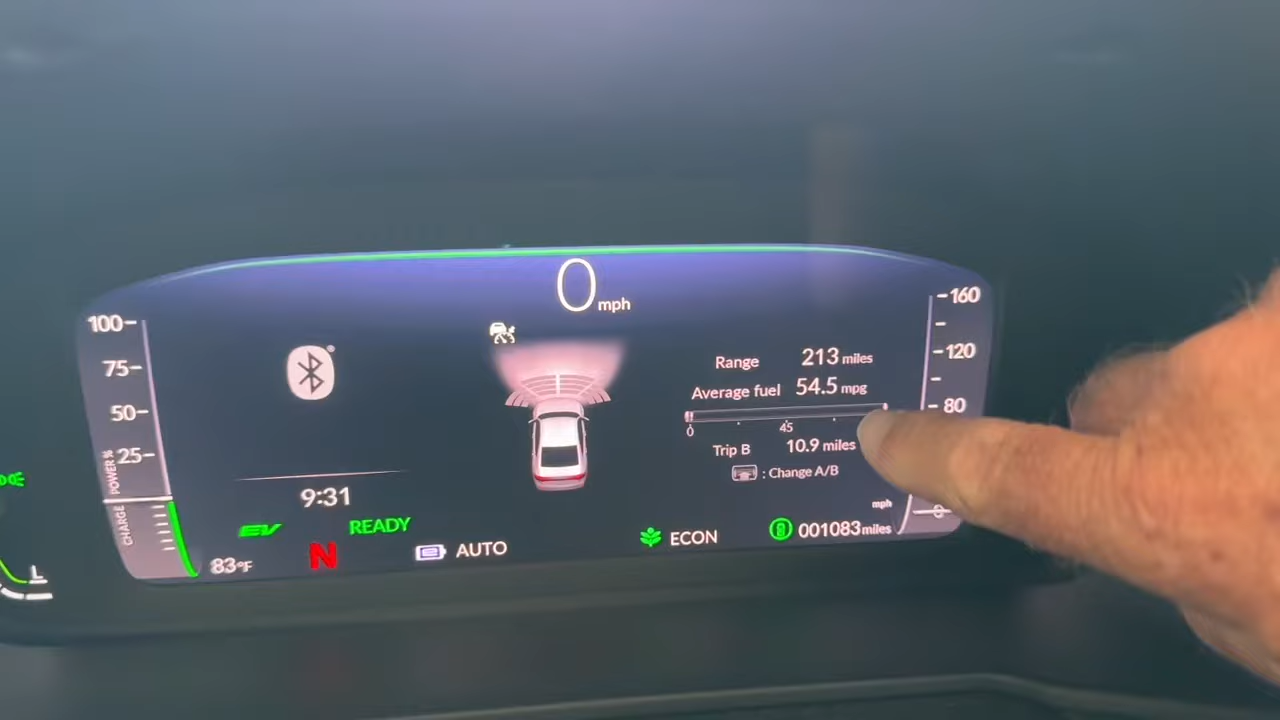 0 mph
100
75
50
25
POWER %
CHARGE
9:31
EV
READY
83°F
N
AUTO
Range 213 miles
Average fuel 54.5 mpg
0 45
Trip B 10.9 miles
: Change A/B
ECON
001083 miles
160
120
80
mph
0
L